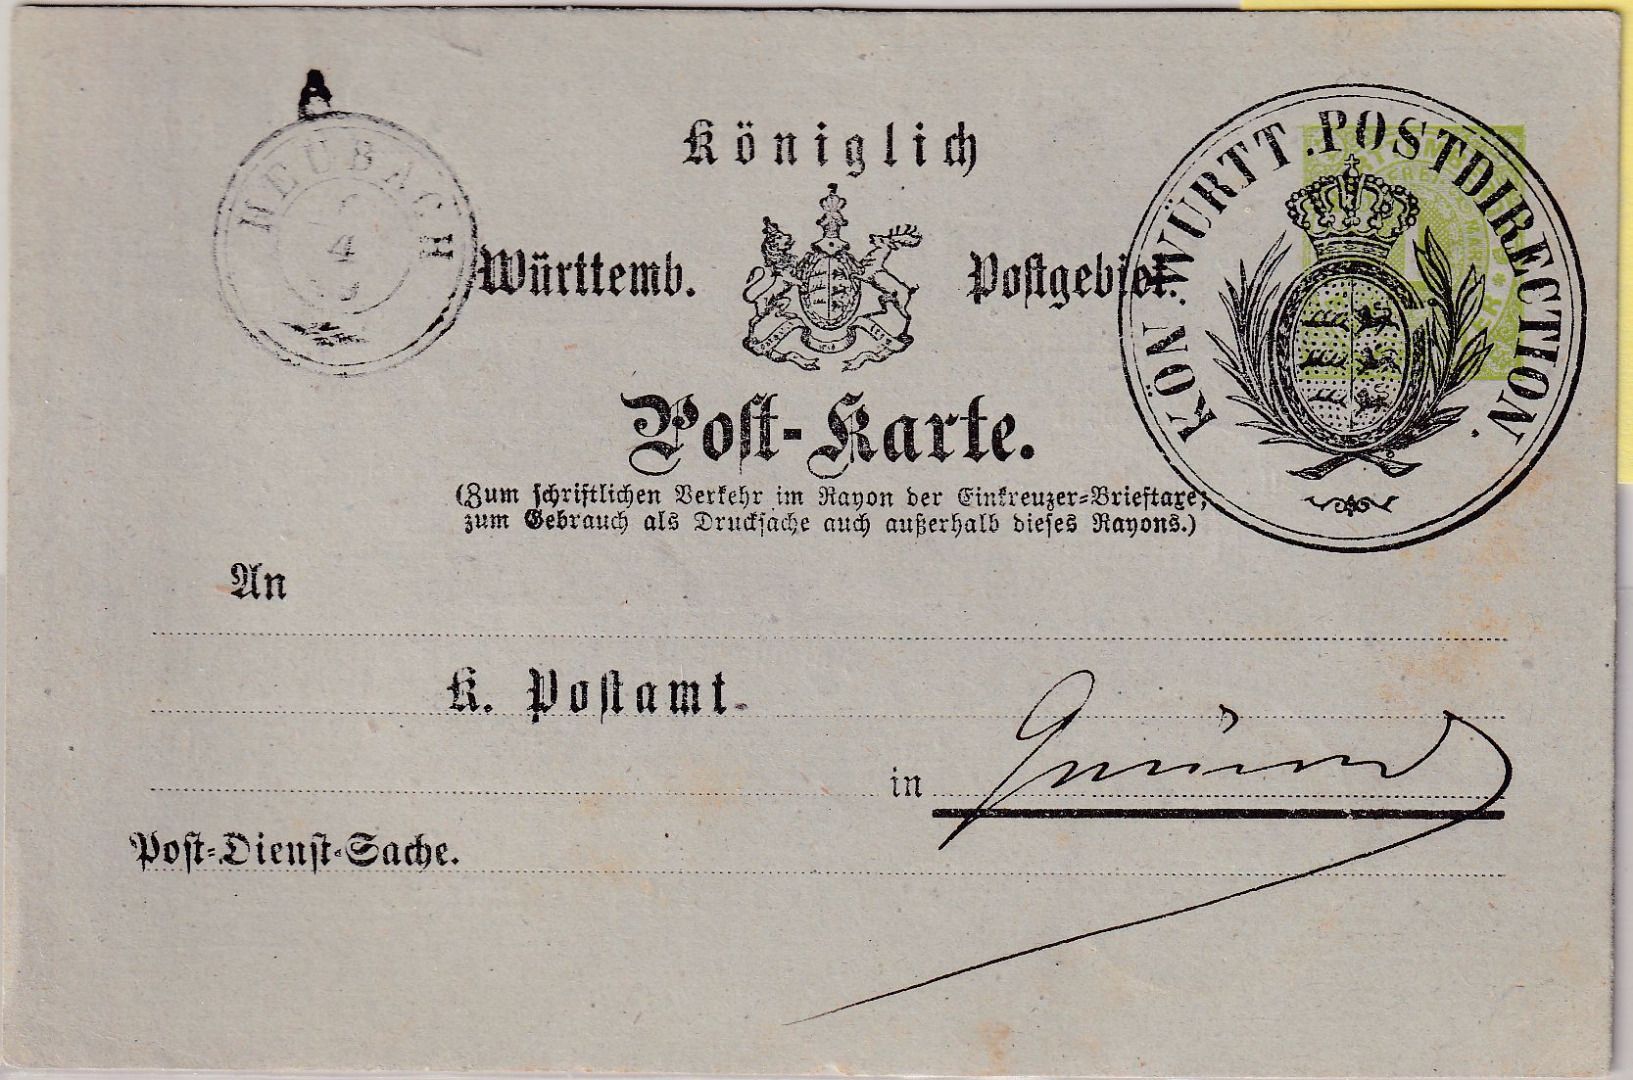 Königlich
Württemb. Postgebiet.
Post-Karte.
(Zum schriftlichen Verkehr im Rayon der Einkreuzer-Brieftaxe;
zum Gebrauch als Drucksache auch außerhalb dieses Rayons.)
KÖN. WÜRTT. POSTDIRECTION
HEUBACH
4
An
K. Postamt.
in Gmünd
Post-Dienst-Sache.